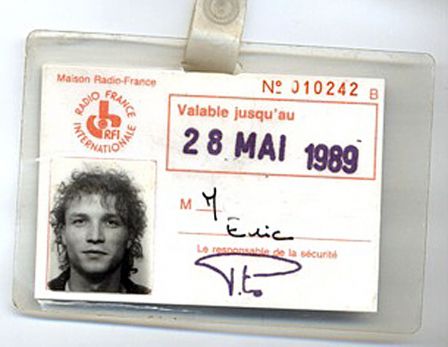 Maison Radio-France
Nº 010242 B
RADIO FRANCE
RFI
INTERNATIONALE
Valable jusqu'au
28 MAI 1989
M
Eric
Le responsable de la sécurité